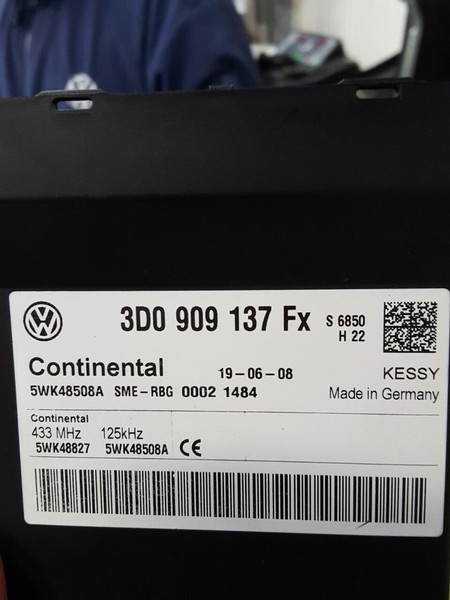 3D0 909 137 Fx S 6850
H 22
Continental 19-06-08 KESSY
5WK48508A SME-RBG 0002 1484 Made in Germany
Continental
433 MHz 125kHz
5WK48827 5WK48508A CE